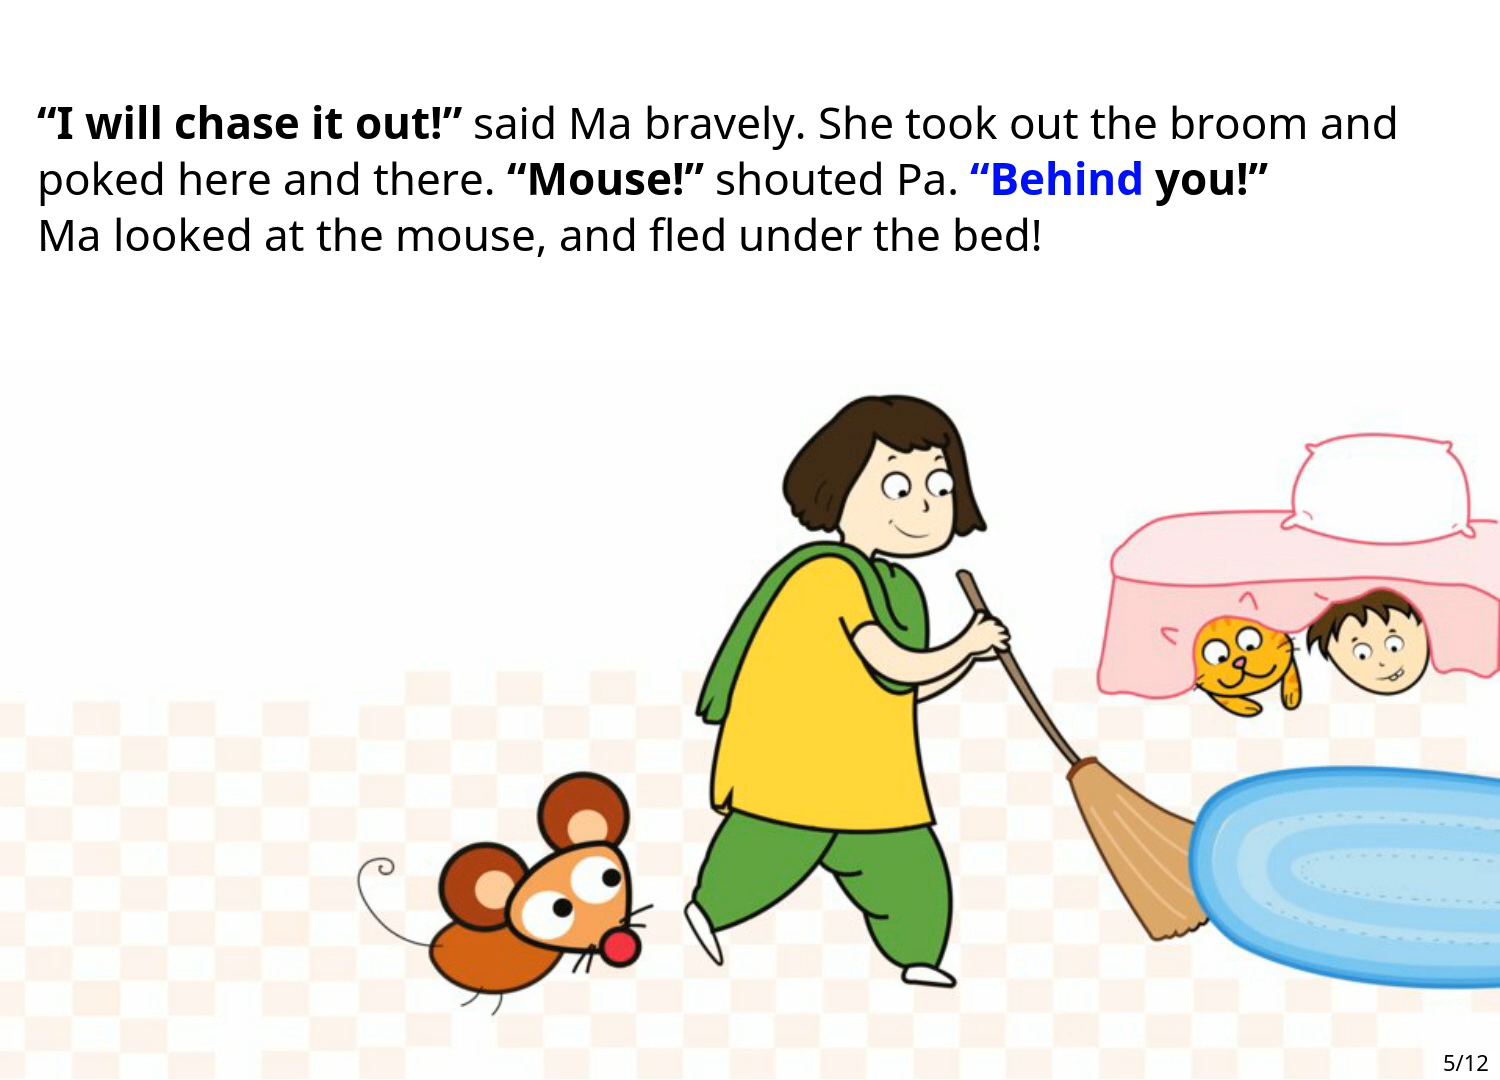 “I will chase it out!” said Ma bravely. She took out the broom and
poked here and there. “Mouse!” shouted Pa. “Behind you!”
Ma looked at the mouse, and fled under the bed!
5/12